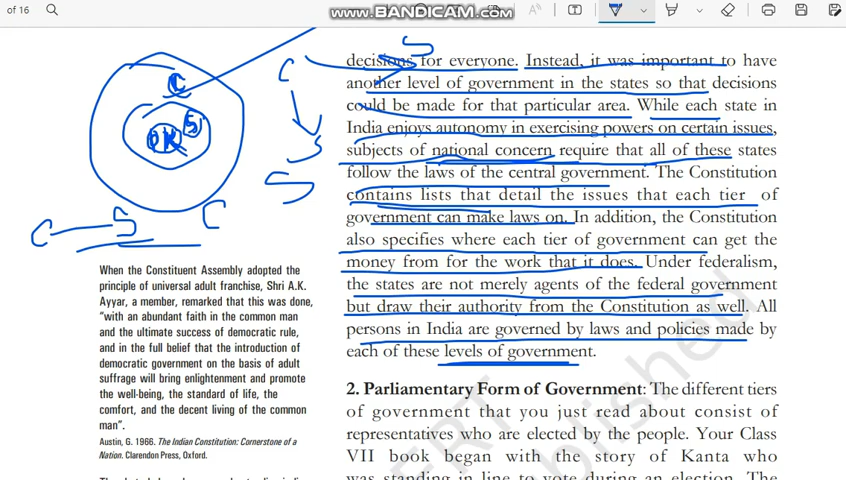 of 16
www.BANDICAM.com
decisions for everyone. Instead, it was important to have
another level of government in the states so that decisions
could be made for that particular area. While each state in
India enjoys autonomy in exercising powers on certain issues,
subjects of national concern require that all of these states
follow the laws of the central government. The Constitution
contains lists that detail the issues that each tier of
government can make laws on. In addition, the Constitution
also specifies where each tier of government can get the
money from for the work that it does. Under federalism,
the states are not merely agents of the federal government
but draw their authority from the Constitution as well. All
persons in India are governed by laws and policies made by
each of these levels of government.
2. Parliamentary Form of Government: The different tiers
of government that you just read about consist of
representatives who are elected by the people. Your Class
VII book began with the story of Kanta who
was standing in line to vote during an election. The
C
S
C
S
S
C
S
C
When the Constituent Assembly adopted the
principle of universal adult franchise, Shri A.K.
Ayyar, a member, remarked that this was done,
"with an abundant faith in the common man
and the ultimate success of democratic rule,
and in the full belief that the introduction of
democratic government on the basis of adult
suffrage will bring enlightenment and promote
the well-being, the standard of life, the
comfort, and the decent living of the common
man".
Austin, G. 1966. The Indian Constitution: Cornerstone of a
Nation. Clarendon Press, Oxford.